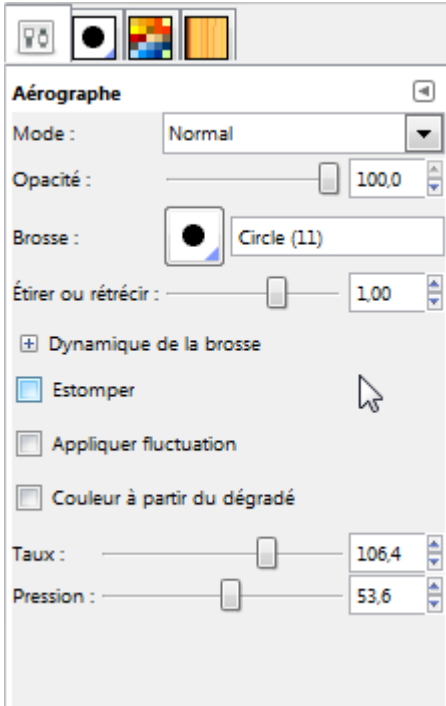 Aérographe
Mode : Normal
Opacité : 100,0
Brosse : Circle (11)
Étirer ou rétrécir : 1,00
Dynamique de la brosse
Estomper
Appliquer fluctuation
Couleur à partir du dégradé
Taux : 106,4
Pression : 53,6